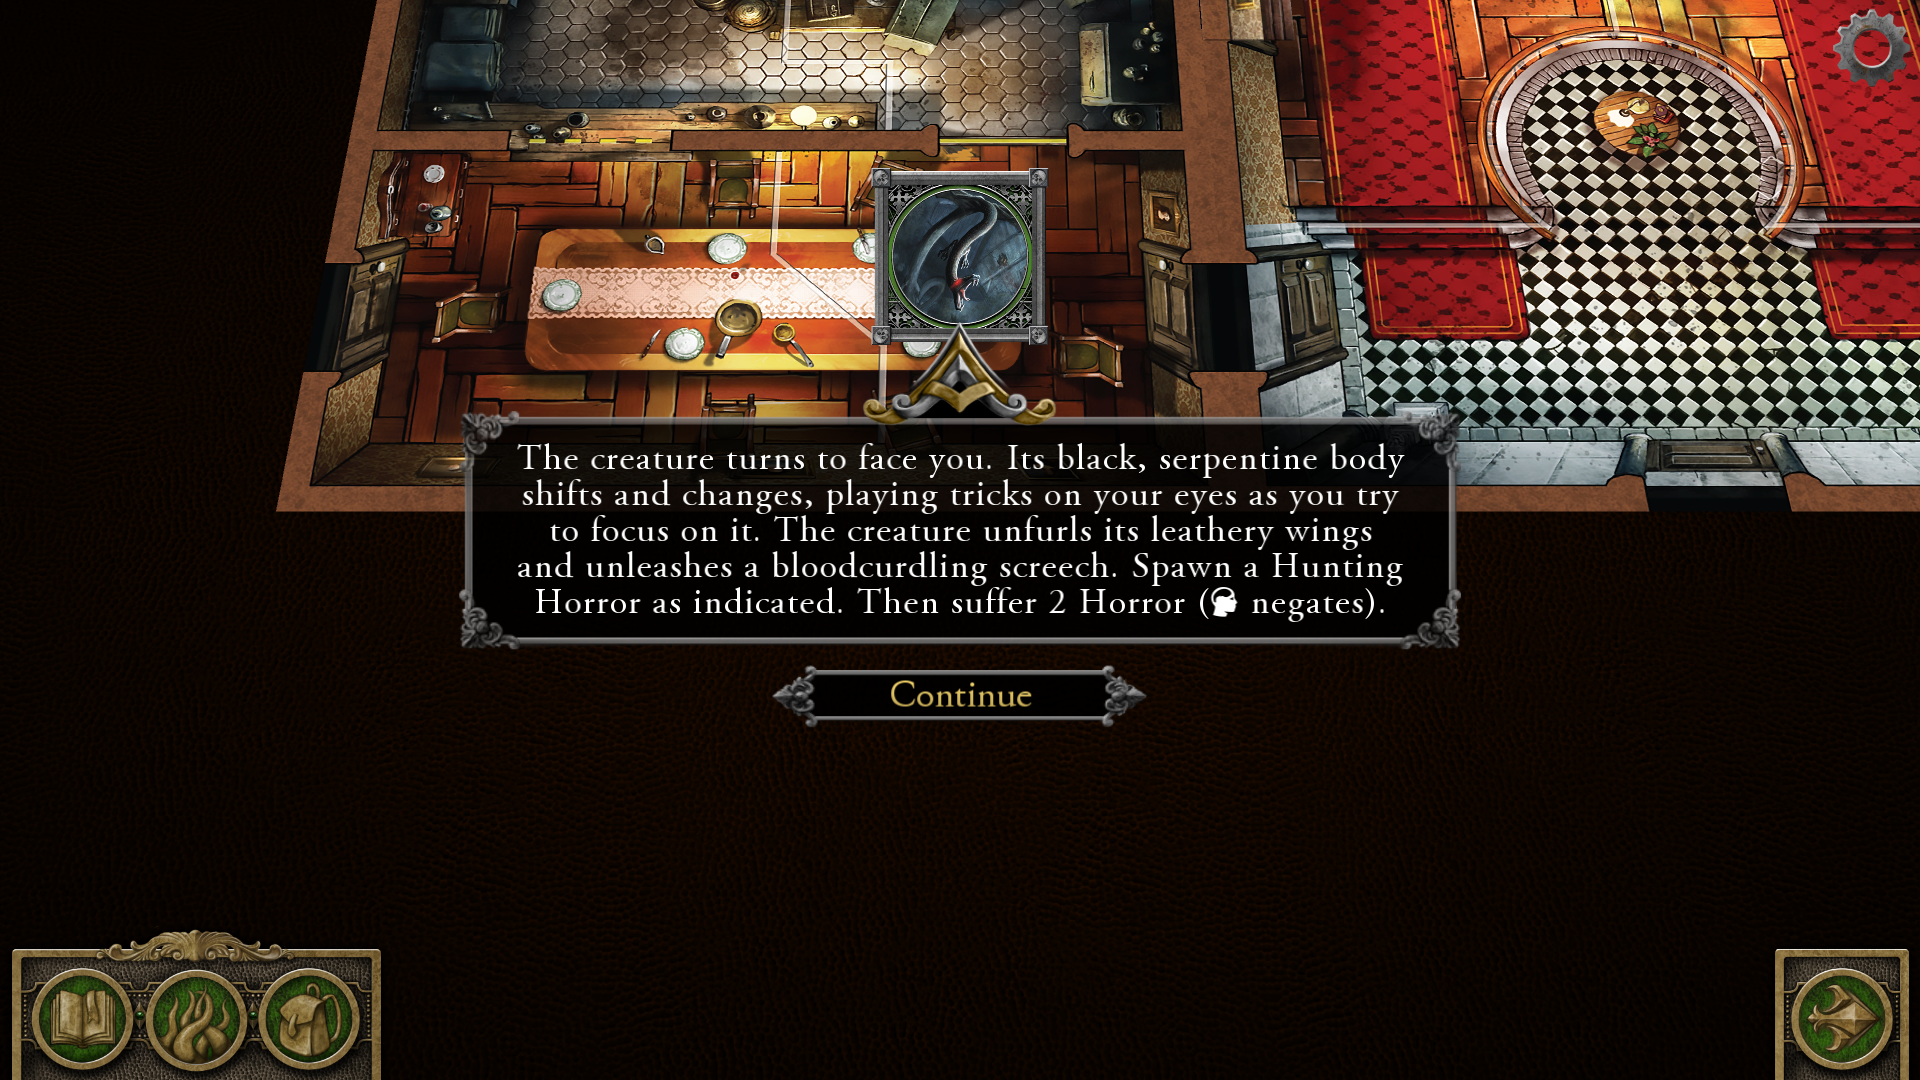 The creature turns to face you. Its black, serpentine body
shifts and changes, playing tricks on your eyes as you try
to focus on it. The creature unfurls its leathery wings
and unleashes a bloodcurdling screech. Spawn a Hunting
Horror as indicated. Then suffer 2 Horror ( negates).
Continue